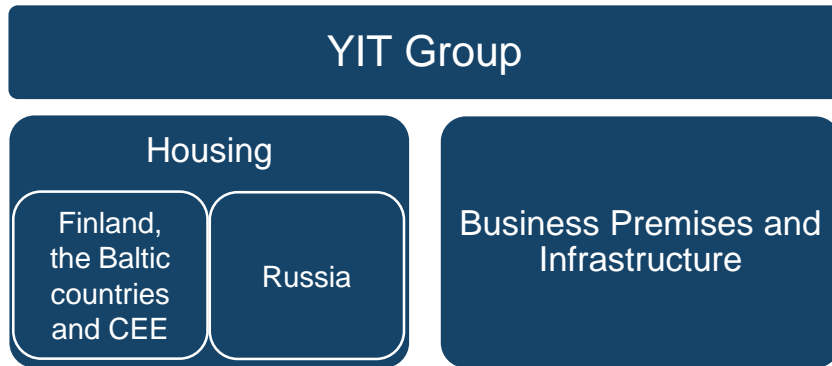 YIT Group
Housing
Finland,
the Baltic
countries
and CEE
Russia
Business Premises and
Infrastructure